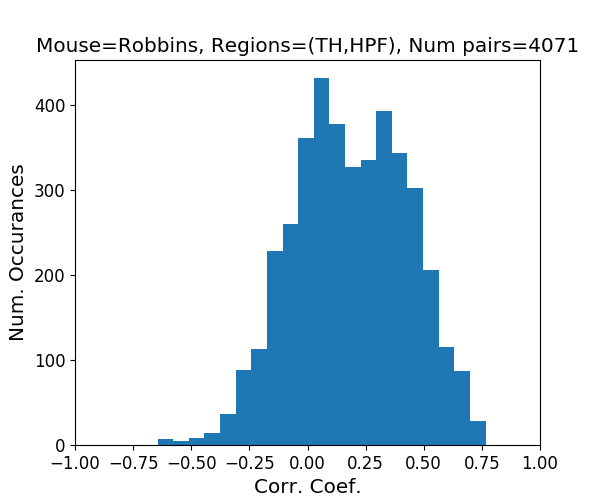 Mouse=Robbins, Regions=(TH,HPF), Num pairs=4071
Num. Occurances
400
300
200
100
0
−1.00 −0.75 −0.50 −0.25 0.00 0.25 0.50 0.75 1.00
Corr. Coef.